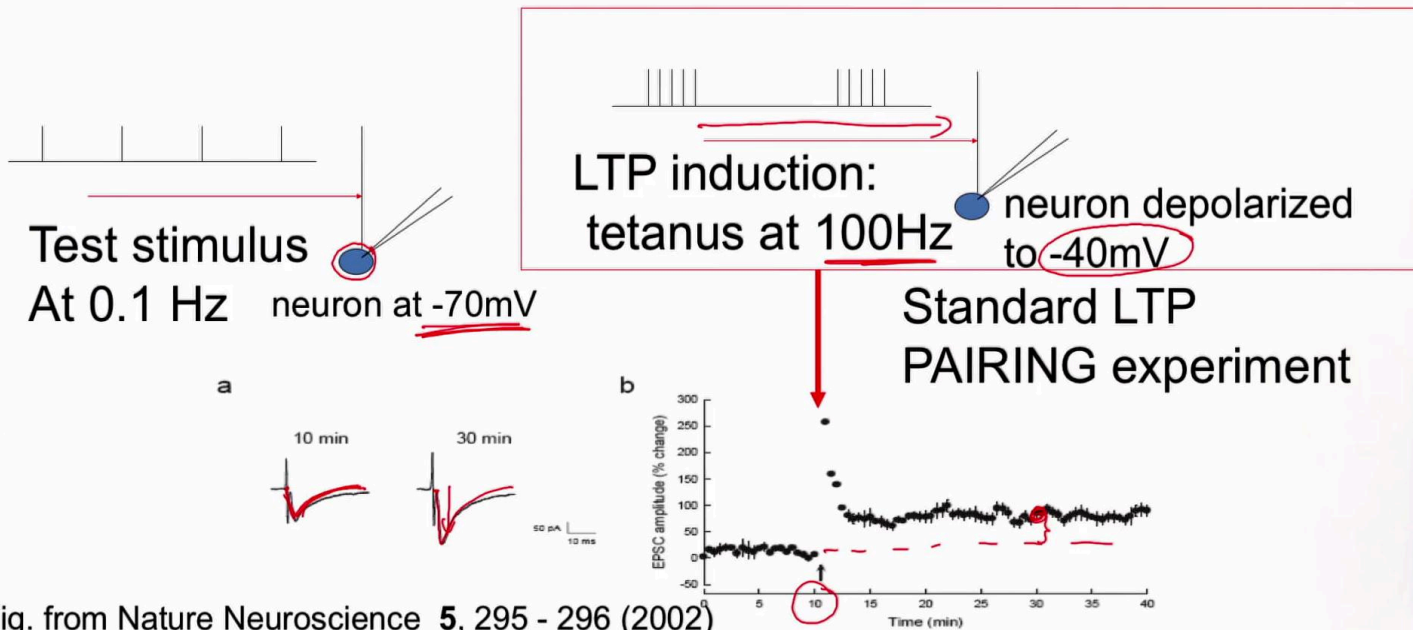 LTP induction:
tetanus at 100Hz
neuron depolarized
to -40mV
Test stimulus
At 0.1 Hz
neuron at -70mV
Standard LTP
PAIRING experiment
a
10 min
30 min
50 pA
10 ms
b
EPSC amplitude (% change)
300
250
200
150
100
50
0
-50
0
5
10
15
20
25
30
35
40
Time (min)
ig. from Nature Neuroscience 5, 295 - 296 (2002)